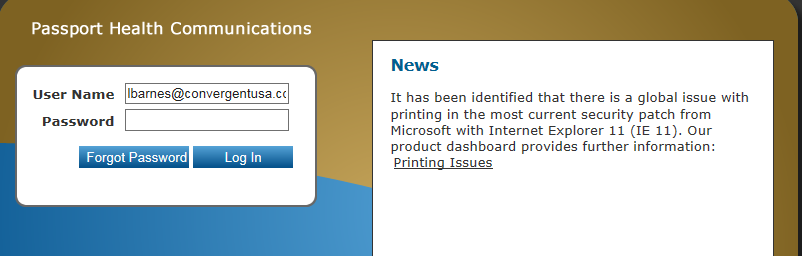 Passport Health Communications
User Name lbarnes@convergentusa.cc
Password
Forgot Password Log In
News
It has been identified that there is a global issue with
printing in the most current security patch from
Microsoft with Internet Explorer 11 (IE 11). Our
product dashboard provides further information:
Printing Issues